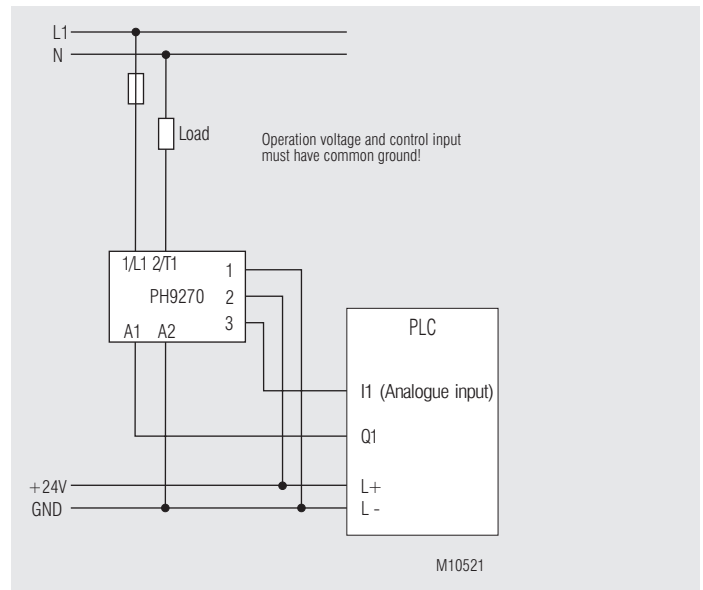 L1
N
Load
Operation voltage and control input
must have common ground!
1/L1 2/T1
1
PH9270
2
3
A1 A2
PLC
I1 (Analogue input)
Q1
+24V
L+
GND
L -
M10521